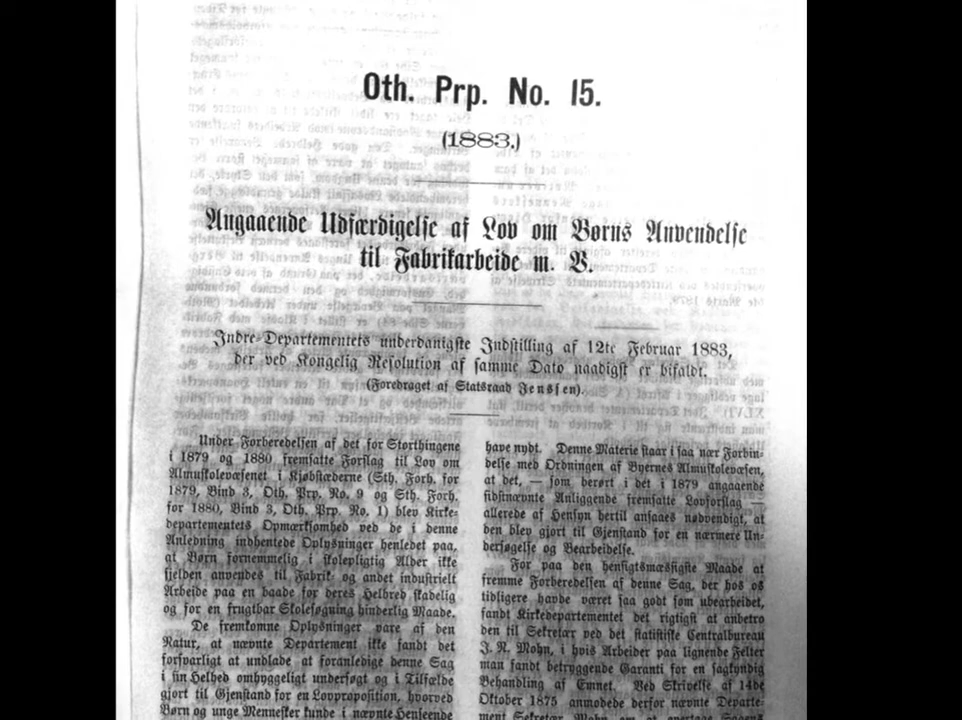 Oth. Prp. No. 15.
(1883.)
Angaaende Udfærdigelse af Lov om Børns Anvendelse
til Fabrikarbeide m. V.
Indre-Departementets underdanigste Indstilling af 12te Februar 1883,
der ved Kongelig Resolution af samme Dato naadigst er bifaldt.
(Foredraget af Statsraad Jenssen).
Under Forberedelsen af det for Storthingene
i 1879 og 1880 fremsatte Forslag til Lov om
Almuskolevæsenet i Kjøbstæderne (Sth. Forh. for
1879, Bind 3, Oth. Prp. No. 9 og Sth. Forh.
for 1880, Bind 3, Oth. Prp. No. 1) blev Kirke-
departementets Opmærksomhed ved de i denne
Anledning indhentede Oplysninger henledet paa,
at Børn fornemmelig i skolepligtig Alder ikke
sjelden anvendes til Fabrik- og andet industrielt
Arbeide paa en baade for deres Helbred skadelig
og for en frugtbar Skolesøgning hinderlig Maade.
De fremkomne Oplysninger vare af den
Natur, at nævnte Departement ikke fandt det
forsvarligt at undlade at foranledige denne Sag
i sin Helhed omhyggeligt undersøgt og i Tilfælde
gjort til Gjenstand for en Lovproposition, hvorved
Børn og unge Mennesker kunde i nævnte Henseende
have nydt. Denne Materie staar i saa nær Forbin-
delse med Ordningen af Byernes Almuskolevæsen,
at det, — som berørt i det i 1879 angaaende
sidstnævnte Anliggende fremsatte Lovforslag —
allerede af Hensyn hertil ansaaes nødvendigt, at
den blev gjort til Gjenstand for en nærmere Un-
dersøgelse og Bearbeidelse.
For paa den hensigtsmæssigste Maade at
fremme Forberedelsen af denne Sag, der hos os
tidligere havde været saa godt som ubearbeidet,
fandt Kirkedepartementet det rigtigst at anbetro
den til Sekretær ved det statistiske Centralbureau
J. N. Mohn, i hvis Arbeider paa lignende Felter
man fandt betryggende Garanti for en sagkyndig
Behandling af Emnet. Ved Skrivelse af 14de
Oktober 1875 anmodede derfor nævnte Departe-
ment Sekretær Mohn om at overtage